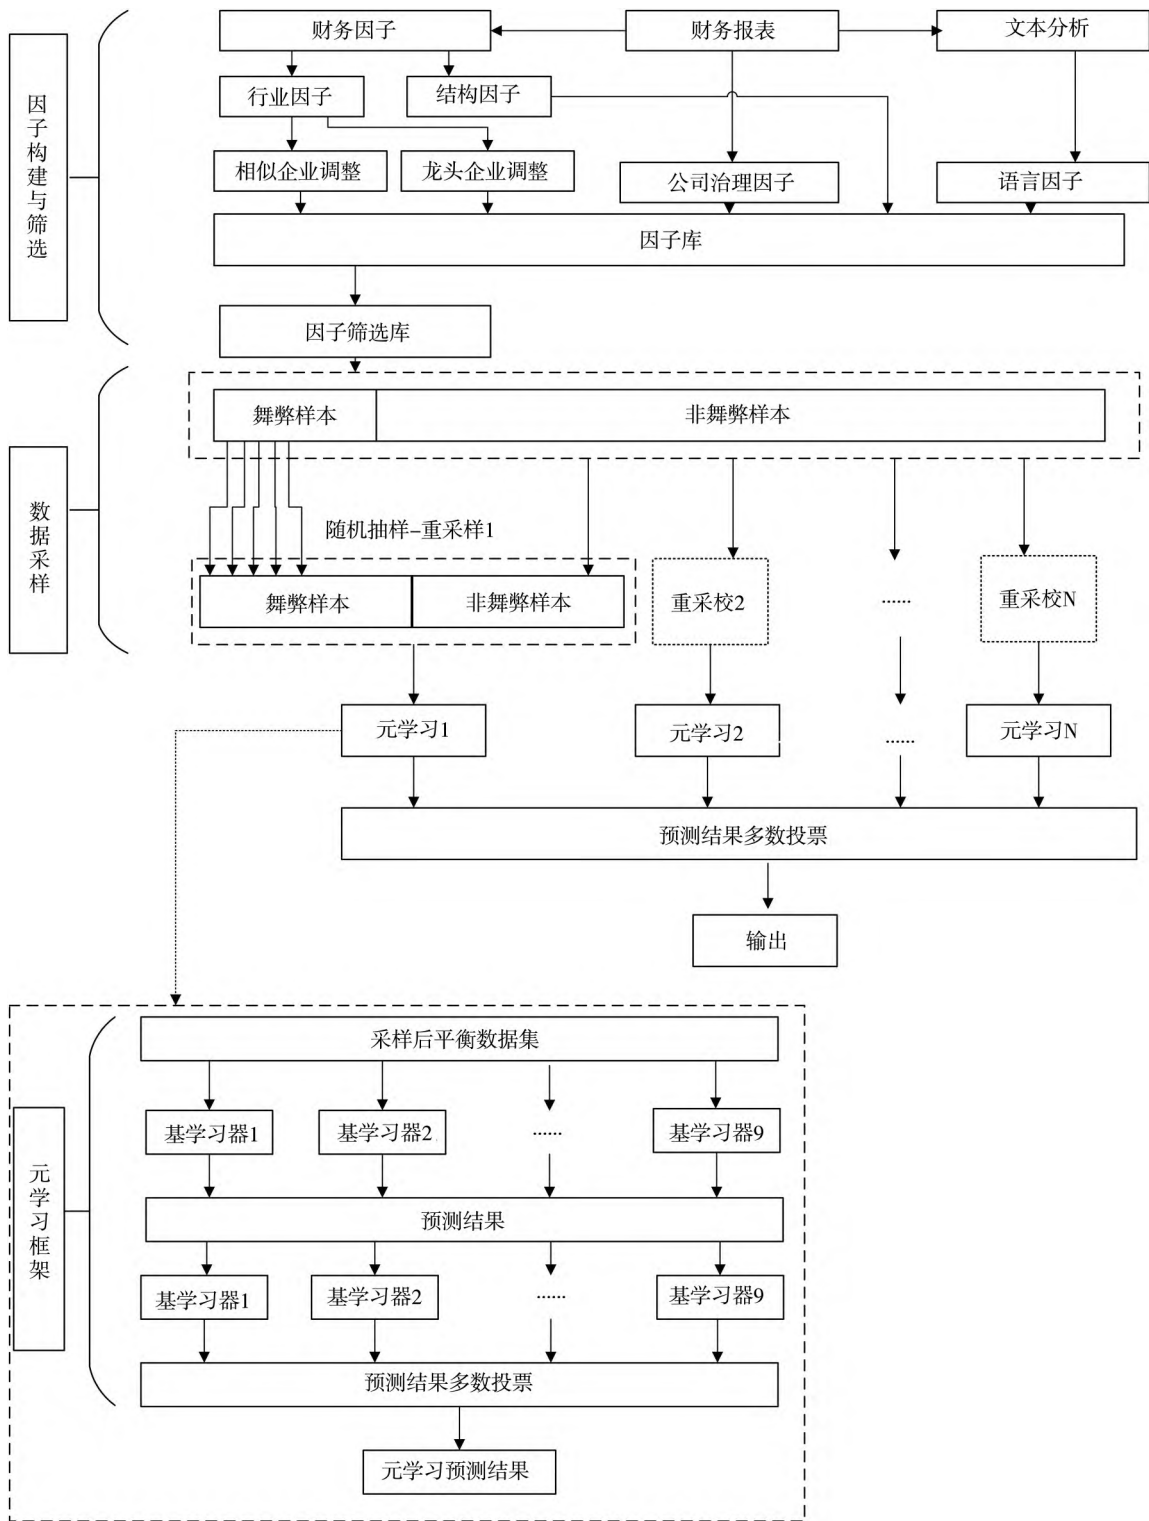 财务因子
财务报表
文本分析
行业因子
结构因子
因子构建与筛选
相似企业调整
龙头企业调整
公司治理因子
语言因子
因子库
因子筛选库
舞弊样本
非舞弊样本
数据采样
随机抽样-重采样1
舞弊样本
非舞弊样本
重采校2
......
重采校N
元学习1
元学习2
......
元学习N
预测结果多数投票
输出
采样后平衡数据集
基学习器1
基学习器2
......
基学习器9
元学习框架
预测结果
基学习器1
基学习器2
......
基学习器9
预测结果多数投票
元学习预测结果